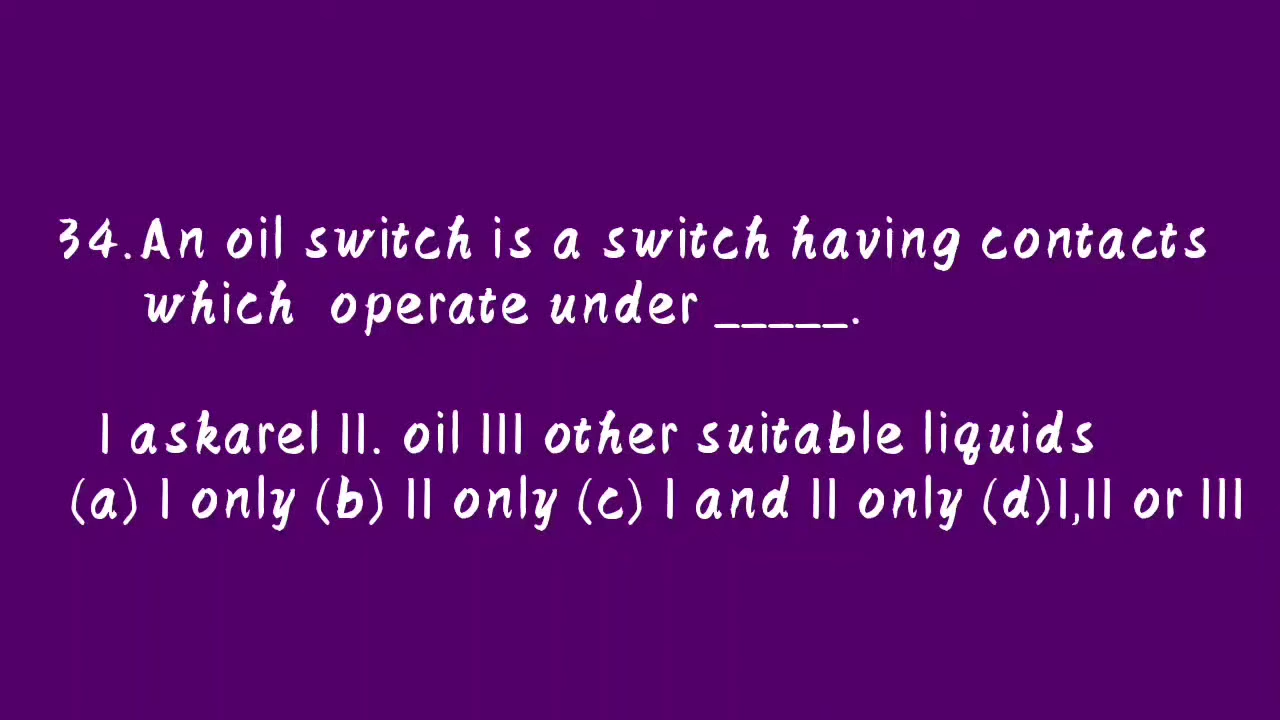 34.An oil switch is a switch having contacts
which operate under _____.
I askarel II. oil III other suitable liquids
(a) I only (b) II only (c) I and II only (d)I,II or III